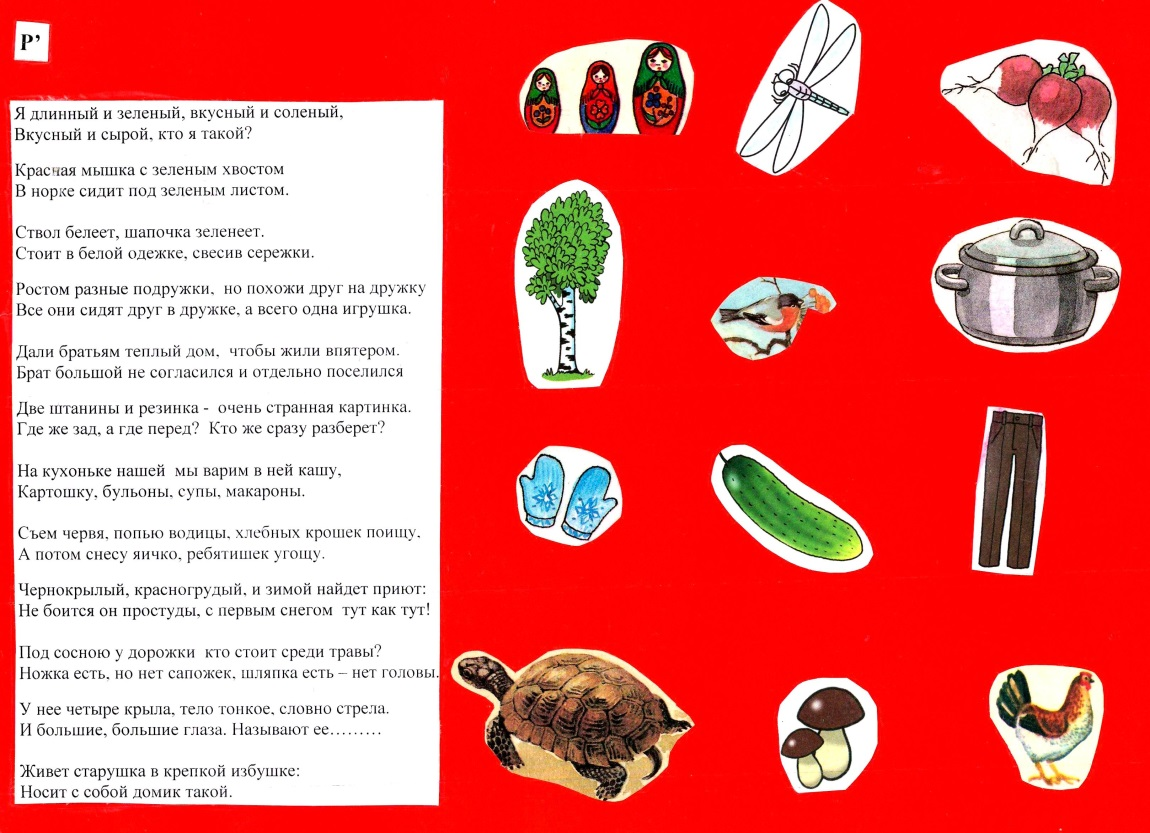 Р’
Я длинный и зеленый, вкусный и соленый,
Вкусный и сырой, кто я такой?
Красная мышка с зеленым хвостом
В норке сидит под зеленым листом.
Ствол белеет, шапочка зеленеет.
Стоит в белой одежке, свесив сережки.
Ростом разные подружки, но похожи друг на дружку
Все они сидят друг в дружке, а всего одна игрушка.
Дали братьям теплый дом, чтобы жили впятером.
Брат большой не согласился и отдельно поселился
Две штанины и резинка - очень странная картинка.
Где же зад, а где перед? Кто же сразу разберет?
На кухоньке нашей мы варим в ней кашу,
Картошку, бульоны, супы, макароны.
Съем червя, попью водицы, хлебных крошек поищу,
А потом снесу яичко, ребятишек угощу.
Чернокрылый, красногрудый, и зимой найдет приют:
Не боится он простуды, с первым снегом тут как тут!
Под сосною у дорожки кто стоит среди травы?
Ножка есть, но нет сапожек, шляпка есть – нет головы.
У нее четыре крыла, тело тонкое, словно стрела.
И большие, большие глаза. Называют ее………
Живет старушка в крепкой избушке:
Носит с собой домик такой.